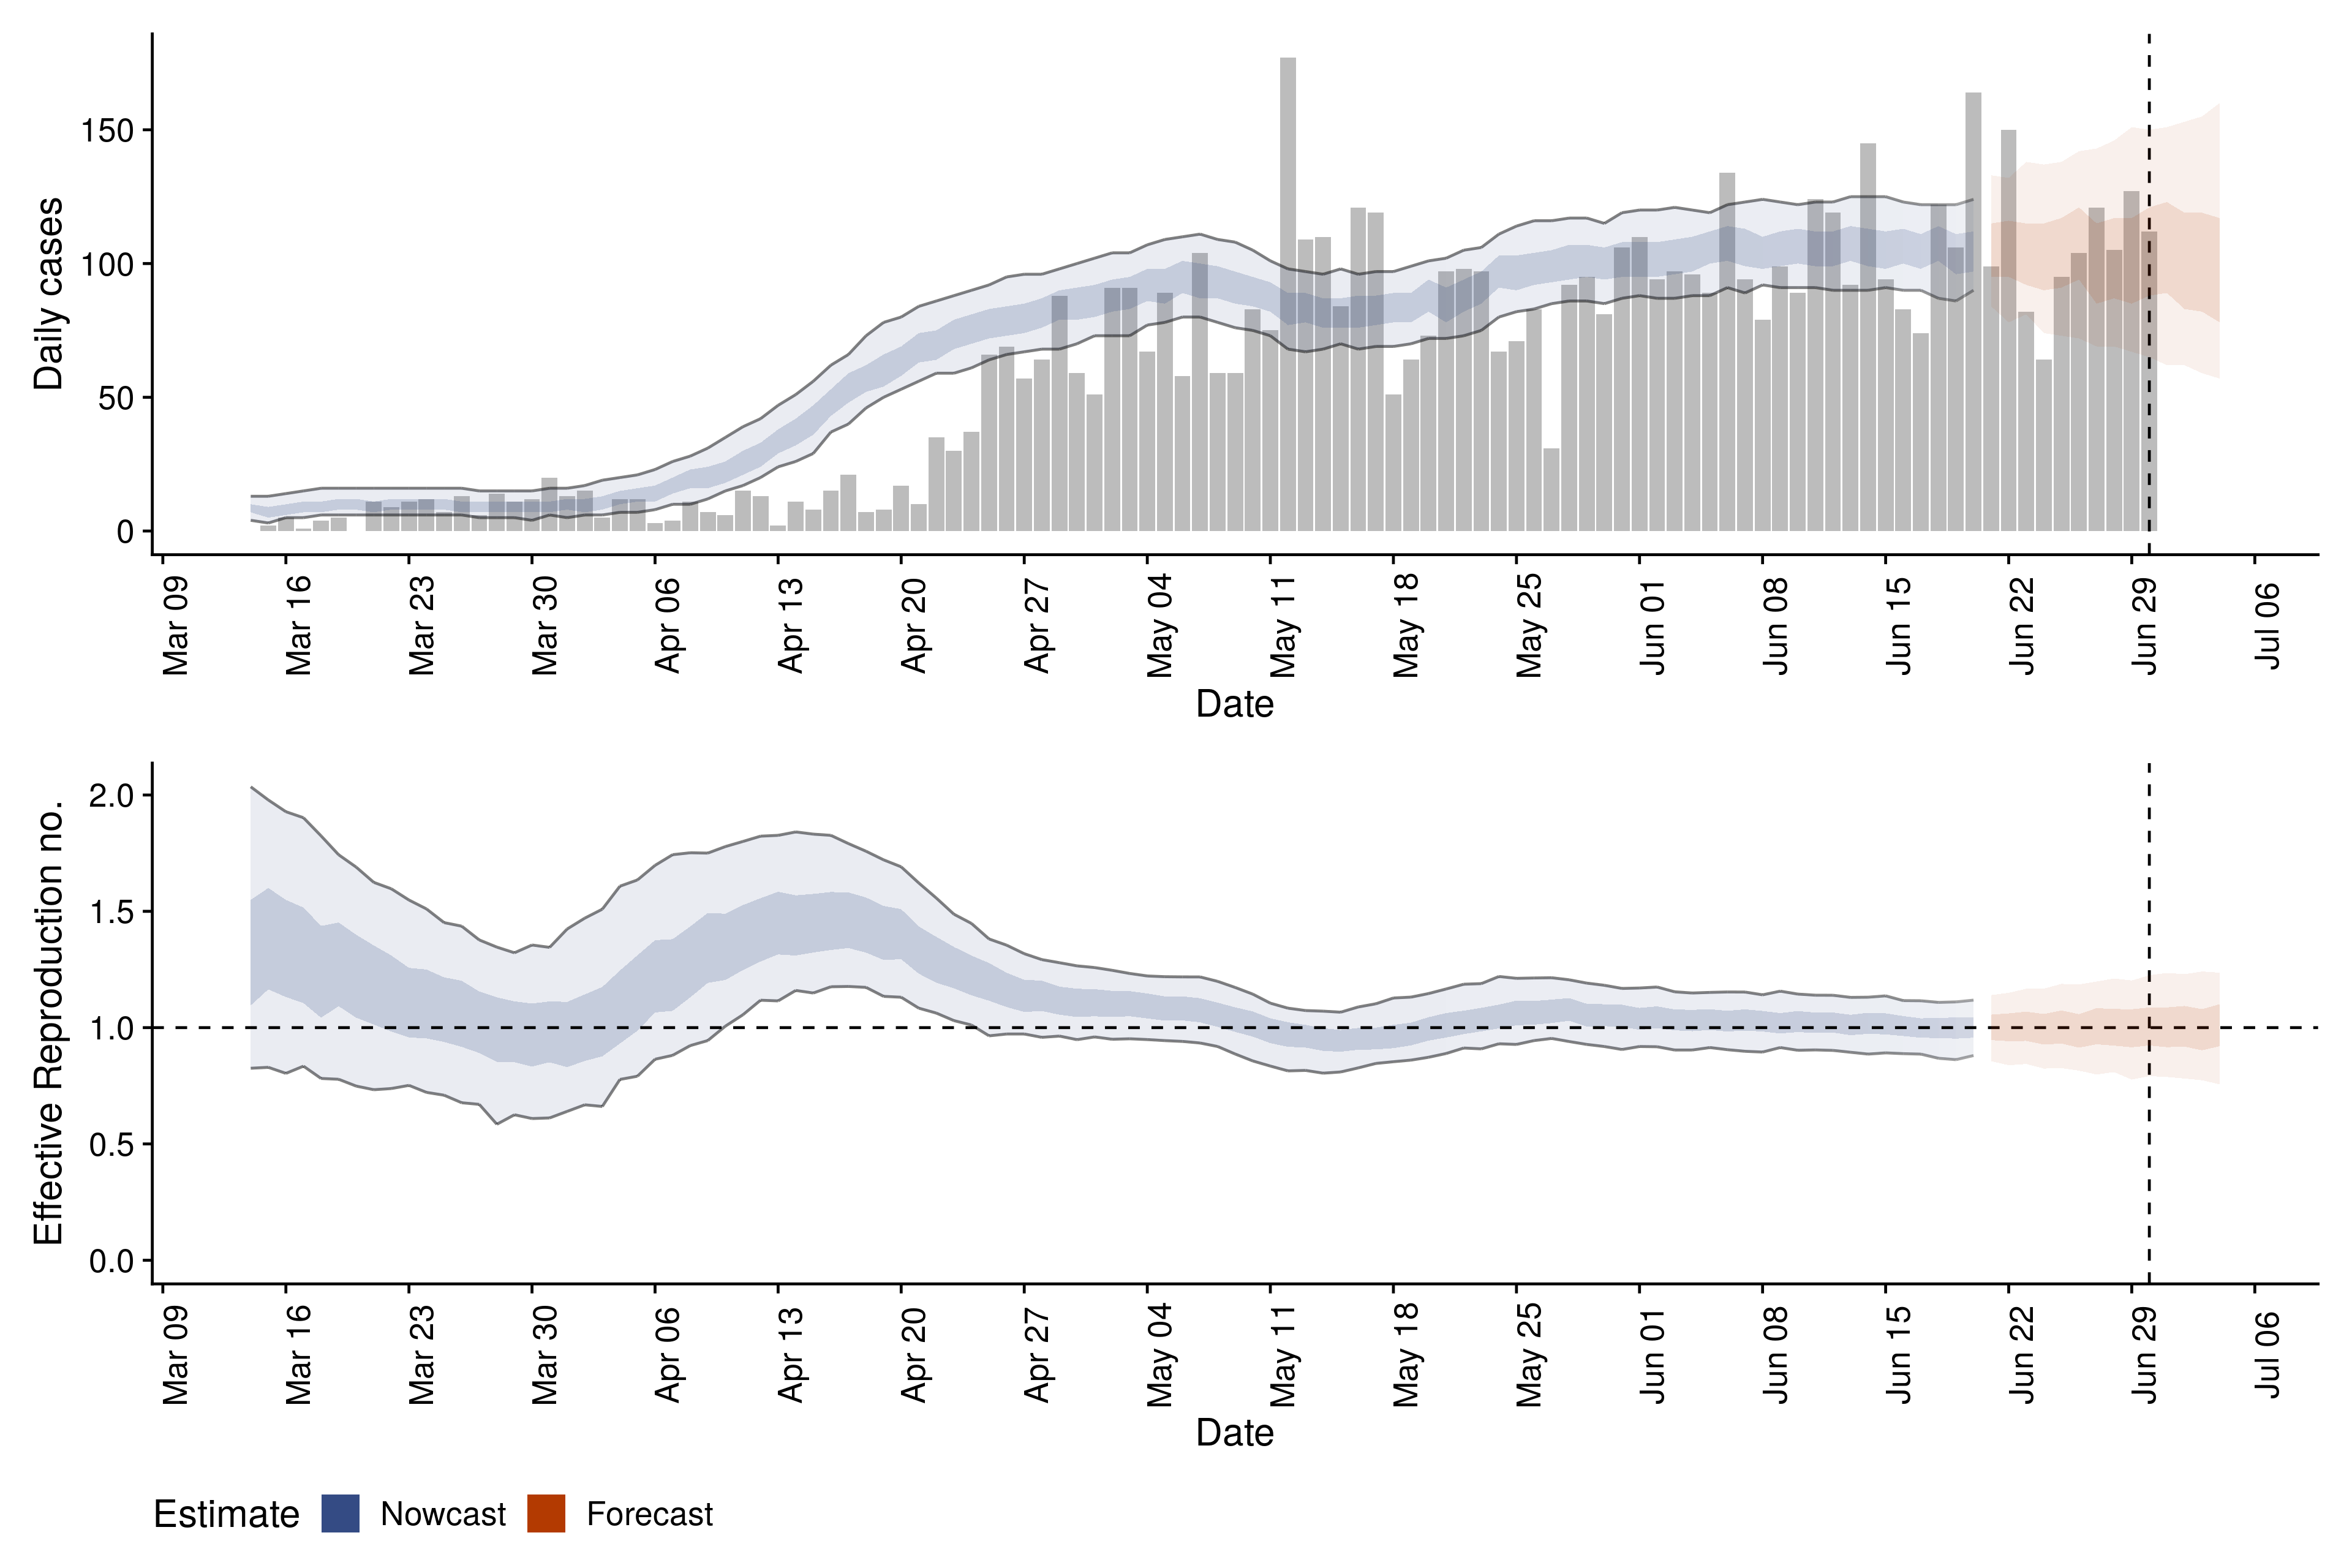 Daily cases
150
100
50
0
Mar 09
Mar 16
Mar 23
Mar 30
Apr 06
Apr 13
Apr 20
Apr 27
May 04
May 11
May 18
May 25
Jun 01
Jun 08
Jun 15
Jun 22
Jun 29
Jul 06
Date
Effective Reproduction no.
2.0
1.5
1.0
0.5
0.0
Mar 09
Mar 16
Mar 23
Mar 30
Apr 06
Apr 13
Apr 20
Apr 27
May 04
May 11
May 18
May 25
Jun 01
Jun 08
Jun 15
Jun 22
Jun 29
Jul 06
Date
Estimate Nowcast Forecast